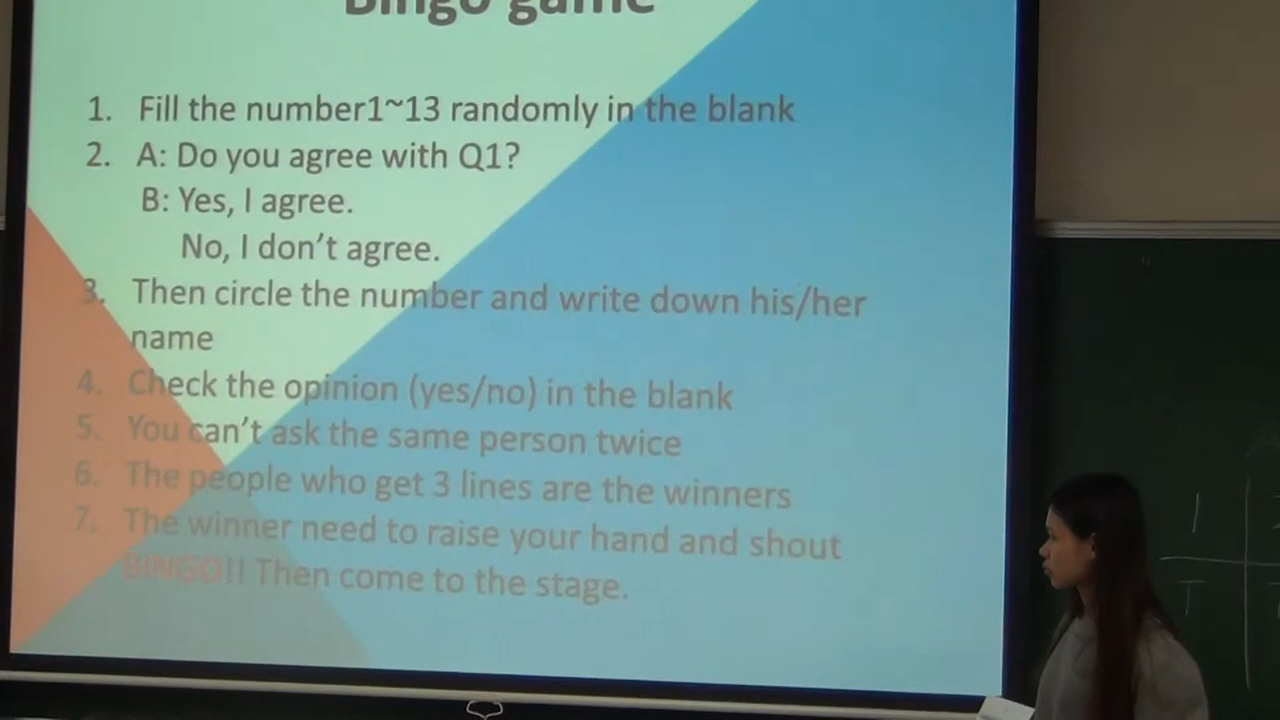 Bingo game
1. Fill the number1~13 randomly in the blank
2. A: Do you agree with Q1?
B: Yes, I agree.
No, I don't agree.
3. Then circle the number and write down his/her
name
4. Check the opinion (yes/no) in the blank
5. You can't ask the same person twice
6. The people who get 3 lines are the winners
7. The winner need to raise your hand and shout
BINGO!! Then come to the stage.